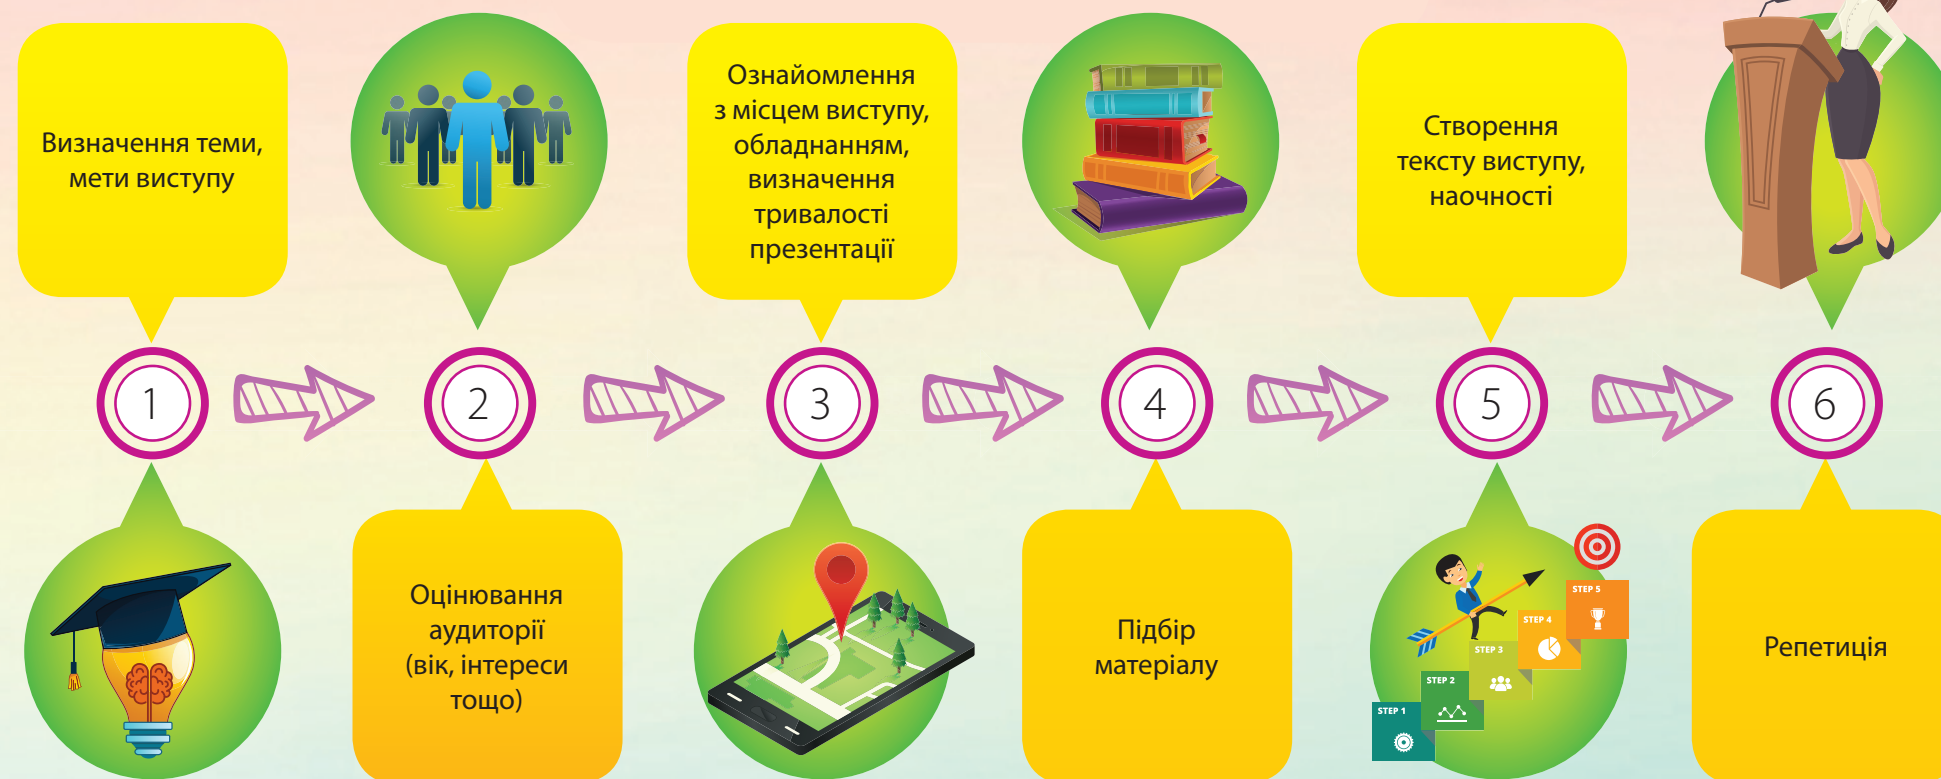 Визначення теми,
мети виступу
1
2
Оцінювання
аудиторії
(вік, інтереси
тощо)
Ознайомлення
з місцем виступу,
обладнанням,
визначення
тривалості
презентації
3
4
Підбір
матеріалу
Створення
тексту виступу,
наочності
5
STEP 1
STEP 2
STEP 3
STEP 4
STEP 5
6
Репетиція